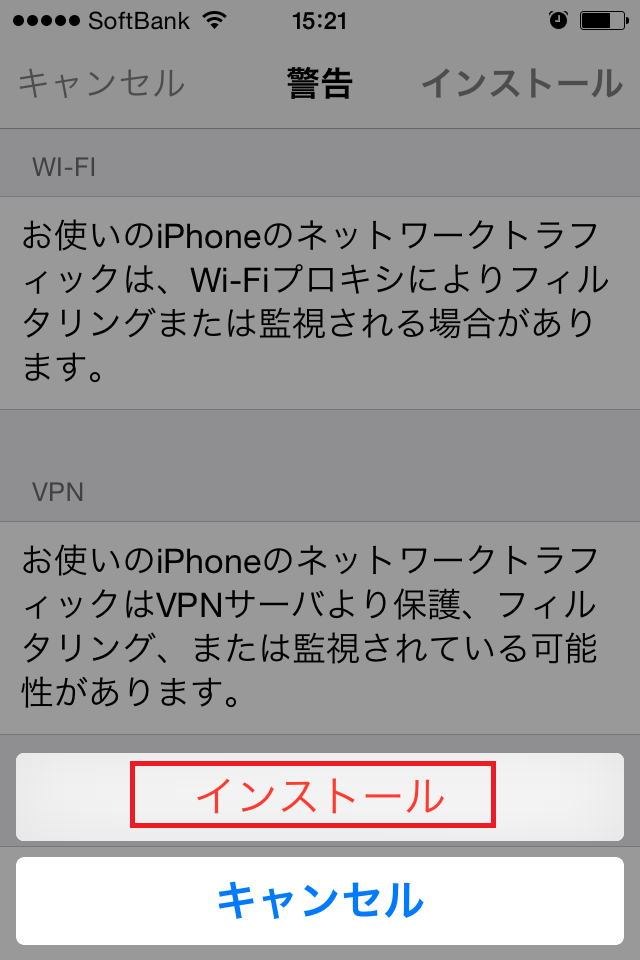 SoftBank 15:21
キャンセル 警告 インストール
WI-FI
お使いのiPhoneのネットワークトラフ
ィックは、Wi-Fiプロキシによりフィル
タリングまたは監視される場合があり
ます。
VPN
お使いのiPhoneのネットワークトラフ
ィックはVPNサーバより保護、フィル
タリング、または監視されている可能
性があります。
インストール
キャンセル